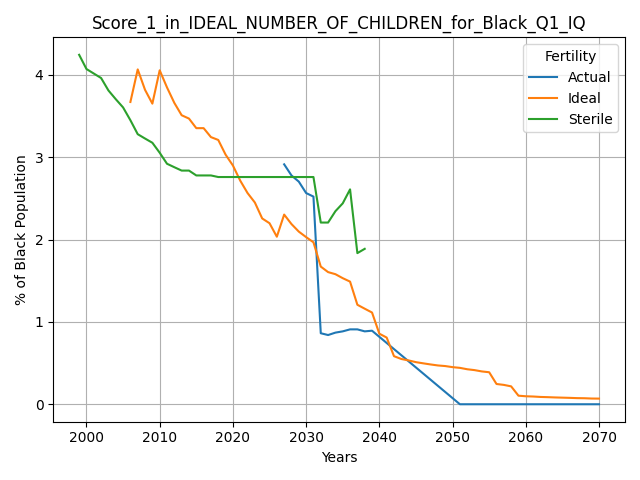 Score_1_in_IDEAL_NUMBER_OF_CHILDREN_for_Black_Q1_IQ
Fertility
Actual
Ideal
Sterile
% of Black Population
4
3
2
1
0
2000 2010 2020 2030 2040 2050 2060 2070
Years